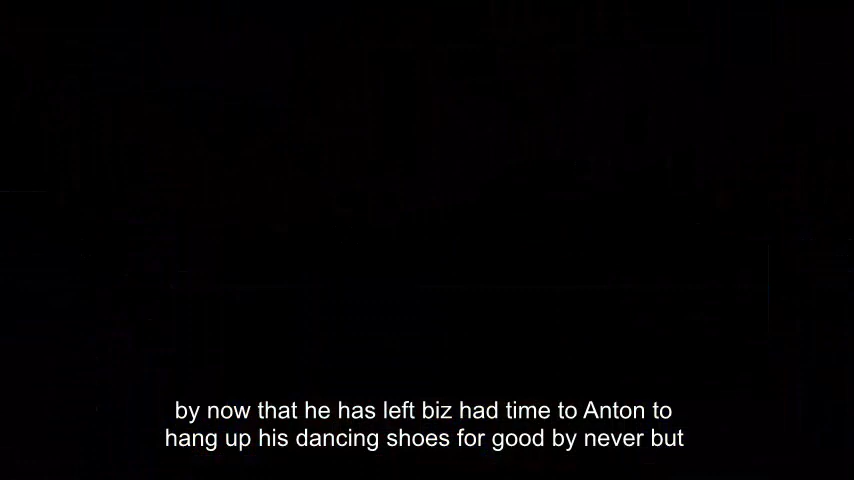 by now that he has left biz had time to Anton to
hang up his dancing shoes for good by never but